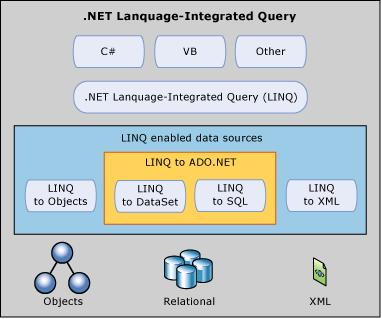 .NET Lanquage-Integrated Query
C#
VB
Other
.NET Lanquage-Integrated Query (LINQ)
LINQ enabled data sources
LINQ to ADO.NET
LINQ
to Objects
LINQ
to DataSet
LINQ
to SQL
LINQ
to XML
Objects
Relational
XML